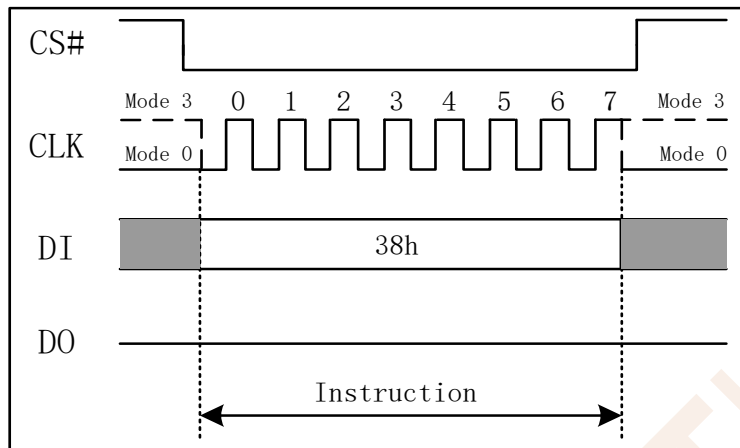 CS#
Mode 3 0 1 2 3 4 5 6 7 Mode 3
CLK
Mode 0 Mode 0
DI 38h
DO
Instruction